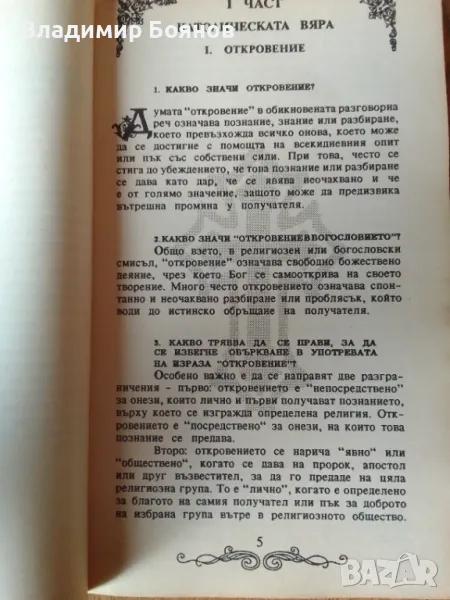 Владимир Боянов
I ЧАСТ
КАТОЛИЧЕСКАТА ВЯРА
I. ОТКРОВЕНИЕ
1. КАКВО ЗНАЧИ ОТКРОВЕНИЕ?
Думата "откровение" в обикновената разговорна
реч означава познание, знание или разбиране,
което превъзхожда всичко онова, което може
да се достигне с помощта на всекидневния опит
или пък със собствени сили. При това, често се
стига до убеждението, че това познание или разбиране
се дава като дар, че се явява неочаквано и че
е от голямо значение, защото може да предизвика
вътрешна промяна у получателя.
2.КАКВО ЗНАЧИ "ОТКРОВЕНИЕ В БОГОСЛОВИЕТО"?
Общо взето, в религиозен или богословски
смисъл, "откровение" означава свободно божествено
деяние, чрез което Бог се самооткрива на своето
творение. Много често откровението означава спон-
танно и неочаквано разбиране или проблясък, който
води до истинско обръщане на получателя.
3. КАКВО ТРЯБВА ДА СЕ ПРАВИ, ЗА ДА
СЕ ИЗБЕГНЕ ОБЪРКВАНЕ В УПОТРЕБАТА
НА ИЗРАЗА "ОТКРОВЕНИЕ"?
Особено важно е да се направят две разгра-
ничения - първо: откровението е "непосредствено"
за онези, които лично и първи получават познанието,
върху което се изгражда определена религия. Отк-
ровението е "посредствено" за онези, на които това
познание се предава.
Второ: откровението се нарича "явно" или
"обществено", когато се дава на пророк, апостол
или друг възвестител, за да го предаде на цяла
религиозна група. То е "лично", когато е определено
за благото на самия получател или пък за доброто
на избрана група вътре в религиозното общество.
5
BAZAR